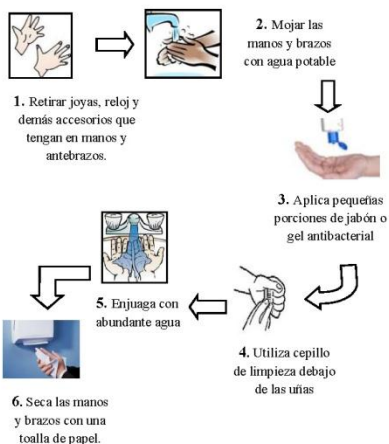 1. Retirar joyas, reloj y
demás accesorios que
tengan en manos y
antebrazos.
2. Mojar las
manos y brazos
con agua potable
3. Aplica pequeñas
porciones de jabón o
gel antibacterial
4. Utiliza cepillo
de limpieza debajo
de las uñas
5. Enjuaga con
abundante agua
6. Seca las manos
y brazos con una
toalla de papel.